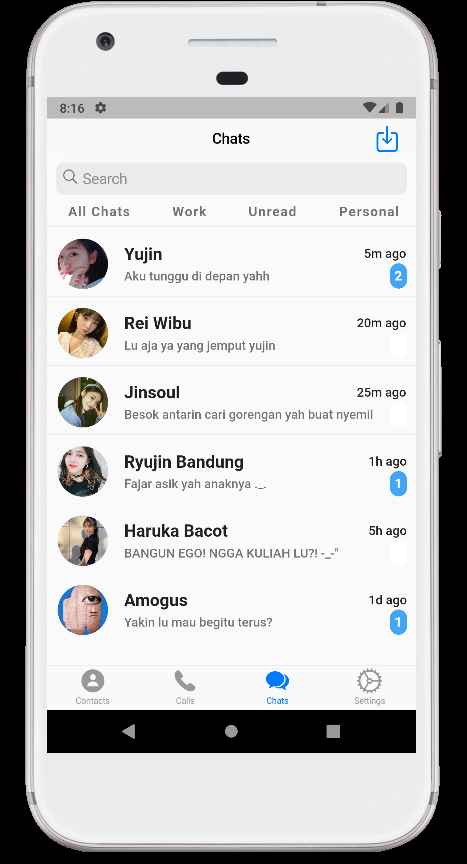 8:16
Chats
Search
All Chats Work Unread Personal
Yujin 5m ago
Aku tunggu di depan yahh 2
Rei Wibu 20m ago
Lu aja ya yang jemput yujin
Jinsoul 25m ago
Besok antarin cari gorengan yah buat nyemil
Ryujin Bandung 1h ago
Fajar asik yah anaknya ._. 1
Haruka Bacot 5h ago
BANGUN EGO! NGGA KULIAH LU?! -_-"
Amogus 1d ago
Yakin lu mau begitu terus? 1
Contacts Calls Chats Settings